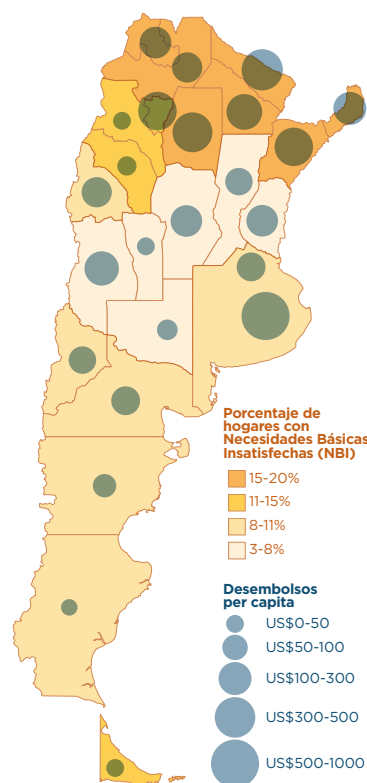 Porcentaje de
hogares con
Necesidades Básicas
Insatisfechas (NBI)
15-20%
11-15%
8-11%
3-8%
Desembolsos
per capita
US$0-50
US$50-100
US$100-300
US$300-500
US$500-1000